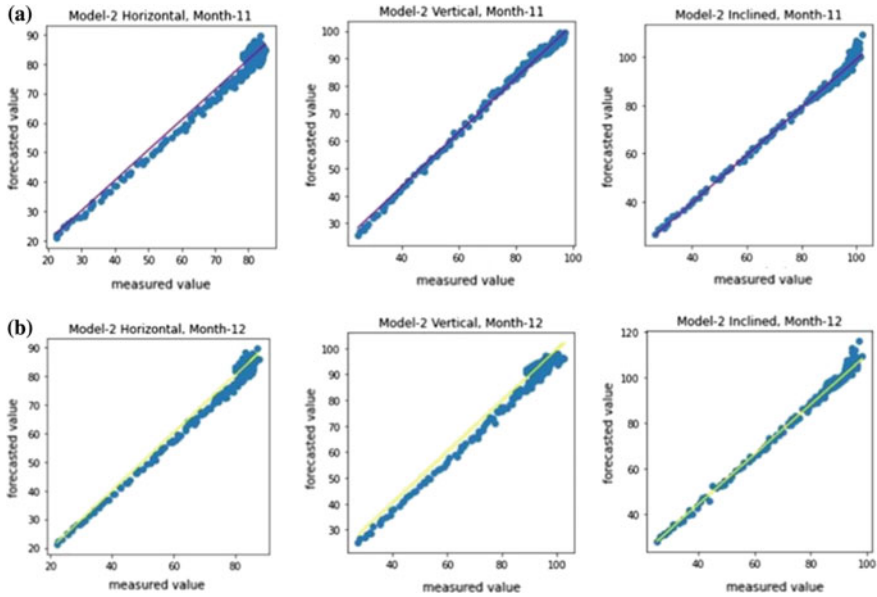 (a)
Model-2 Horizontal, Month-11
forecasted value
90
80
70
60
50
40
30
20
20 30 40 50 60 70 80
measured value
Model-2 Vertical, Month-11
forecasted value
100
90
80
70
60
50
40
30
40 60 80 100
measured value
Model-2 Inclined, Month-11
forecasted value
100
80
60
40
40 60 80 100
measured value
(b)
Model-2 Horizontal, Month-12
forecasted value
90
80
70
60
50
40
30
20
20 40 60 80
measured value
Model-2 Vertical, Month-12
forecasted value
100
90
80
70
60
50
40
30
40 60 80 100
measured value
Model-2 Inclined, Month-12
forecasted value
120
100
80
60
40
40 60 80 100
measured value